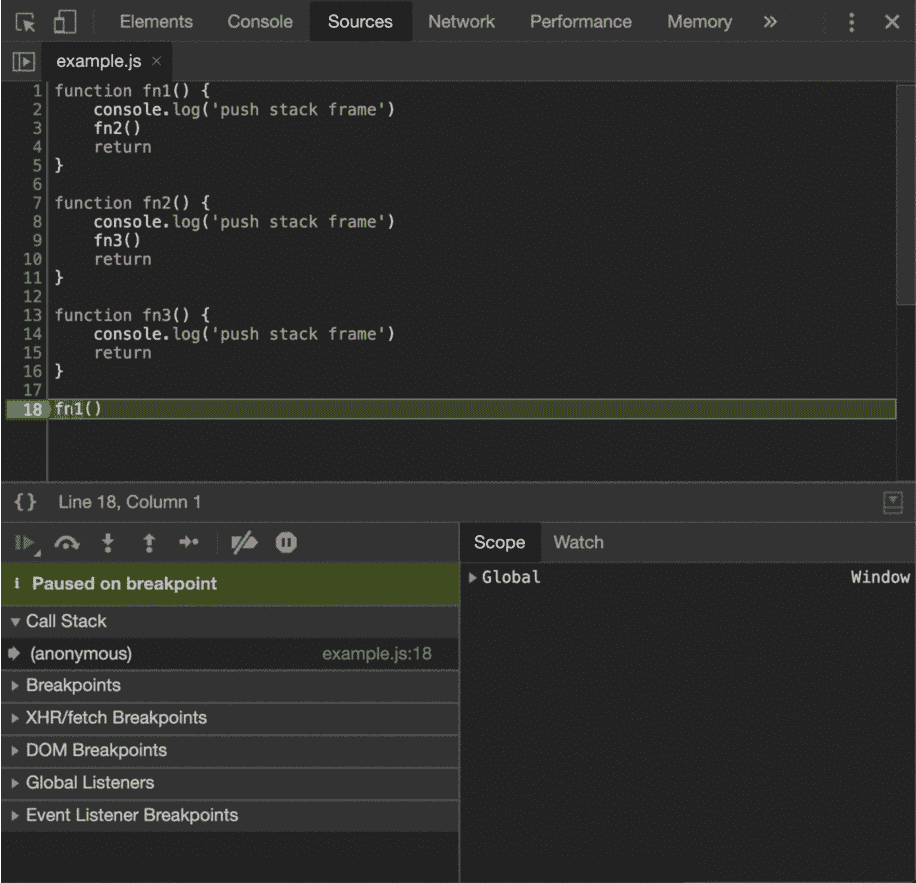 Elements Console Sources Network Performance Memory »
example.js ×
1 function fn1() {
2     console.log('push stack frame')
3     fn2()
4     return
5 }
6
7 function fn2() {
8     console.log('push stack frame')
9     fn3()
10     return
11 }
12
13 function fn3() {
14     console.log('push stack frame')
15     return
16 }
17
18 fn1()
{} Line 18, Column 1
Scope Watch
i Paused on breakpoint
Global Window
Call Stack
(anonymous) example.js:18
Breakpoints
XHR/fetch Breakpoints
DOM Breakpoints
Global Listeners
Event Listener Breakpoints